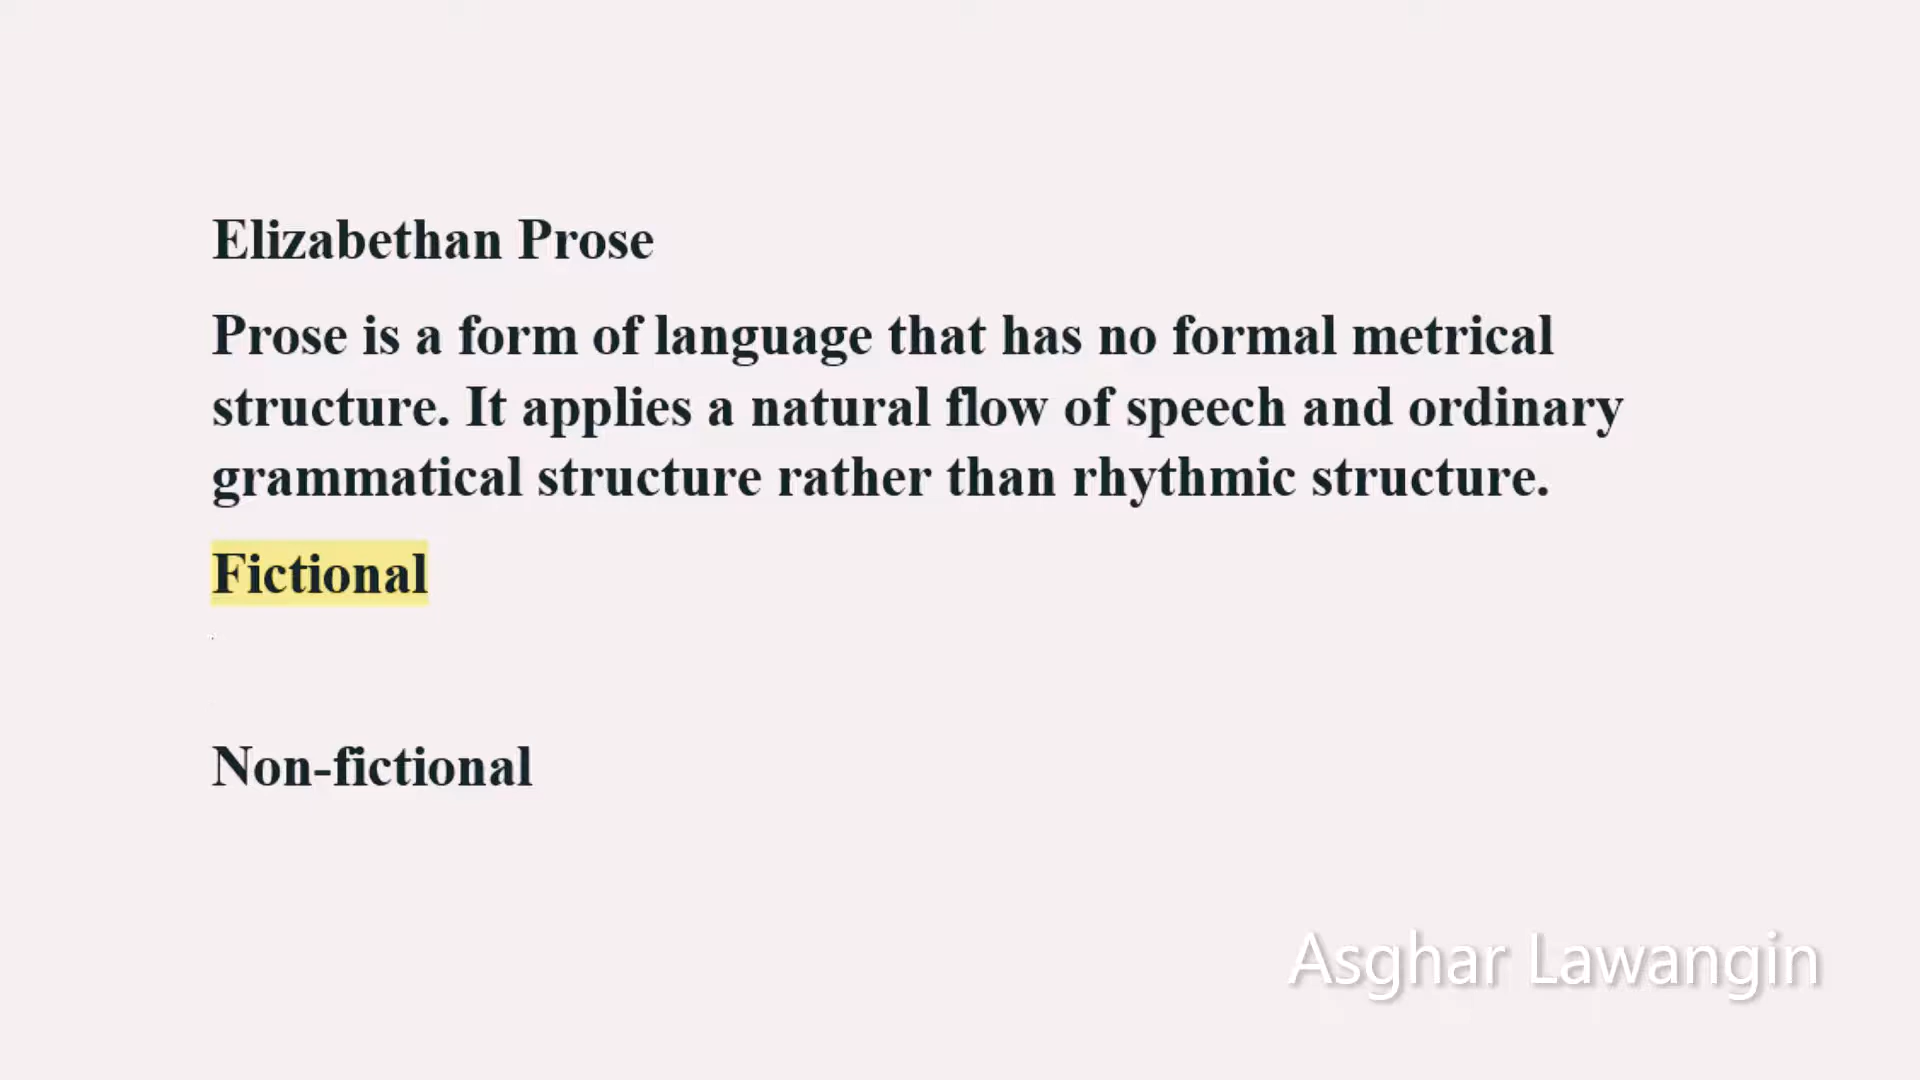 Elizabethan Prose
Prose is a form of language that has no formal metrical
structure. It applies a natural flow of speech and ordinary
grammatical structure rather than rhythmic structure.
Fictional
Non-fictional
Asghar Lawangin